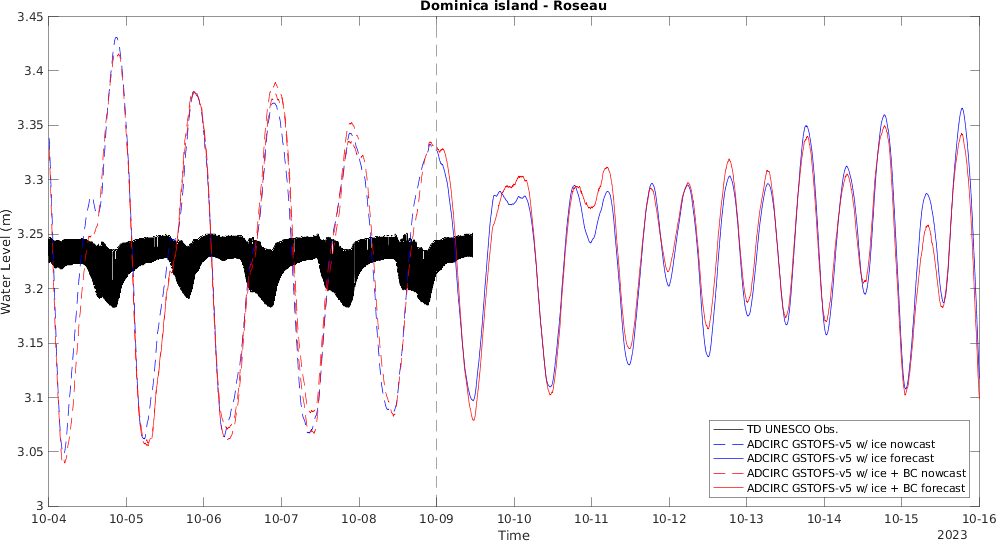 Dominica island - Roseau
3.45
3.4
3.35
3.3
3.25
3.2
3.15
3.1
3.05
3
Water Level (m)
TD UNESCO Obs.
ADCIRC GSTOFS-v5 w/ ice nowcast
ADCIRC GSTOFS-v5 w/ ice forecast
ADCIRC GSTOFS-v5 w/ ice + BC nowcast
ADCIRC GSTOFS-v5 w/ ice + BC forecast
10-04 10-05 10-06 10-07 10-08 10-09 10-10 10-11 10-12 10-13 10-14 10-15 10-16
Time
2023